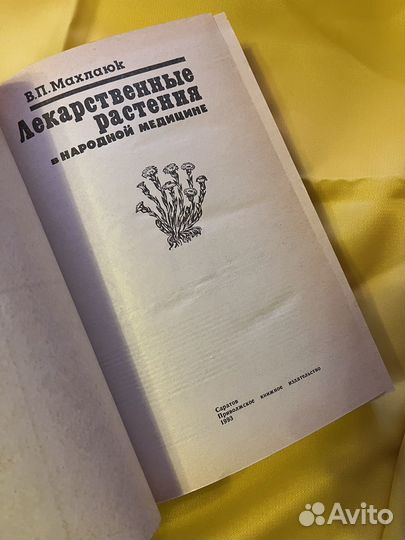 В.П.Махлаюк
Лекарственные
растения
в НАРОДНОЙ МЕДИЦИНЕ
Саратов
Приволжское книжное издательство
1993
Avito